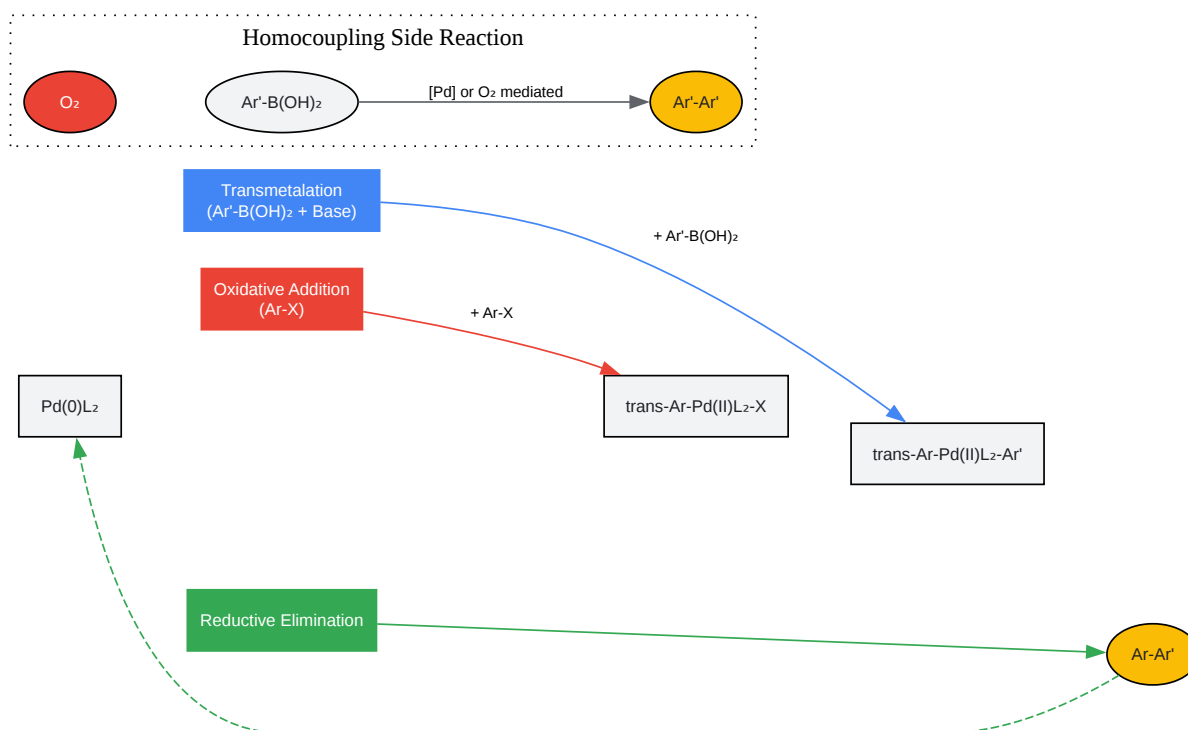 Homocoupling Side Reaction
O₂
Ar'-B(OH)₂
[Pd] or O₂ mediated
Ar'-Ar'
Transmetalation
(Ar'-B(OH)₂ + Base)
+ Ar'-B(OH)₂
Oxidative Addition
(Ar-X)
+ Ar-X
Pd(0)L₂
trans-Ar-Pd(II)L₂-X
trans-Ar-Pd(II)L₂-Ar'
Reductive Elimination
Ar-Ar'